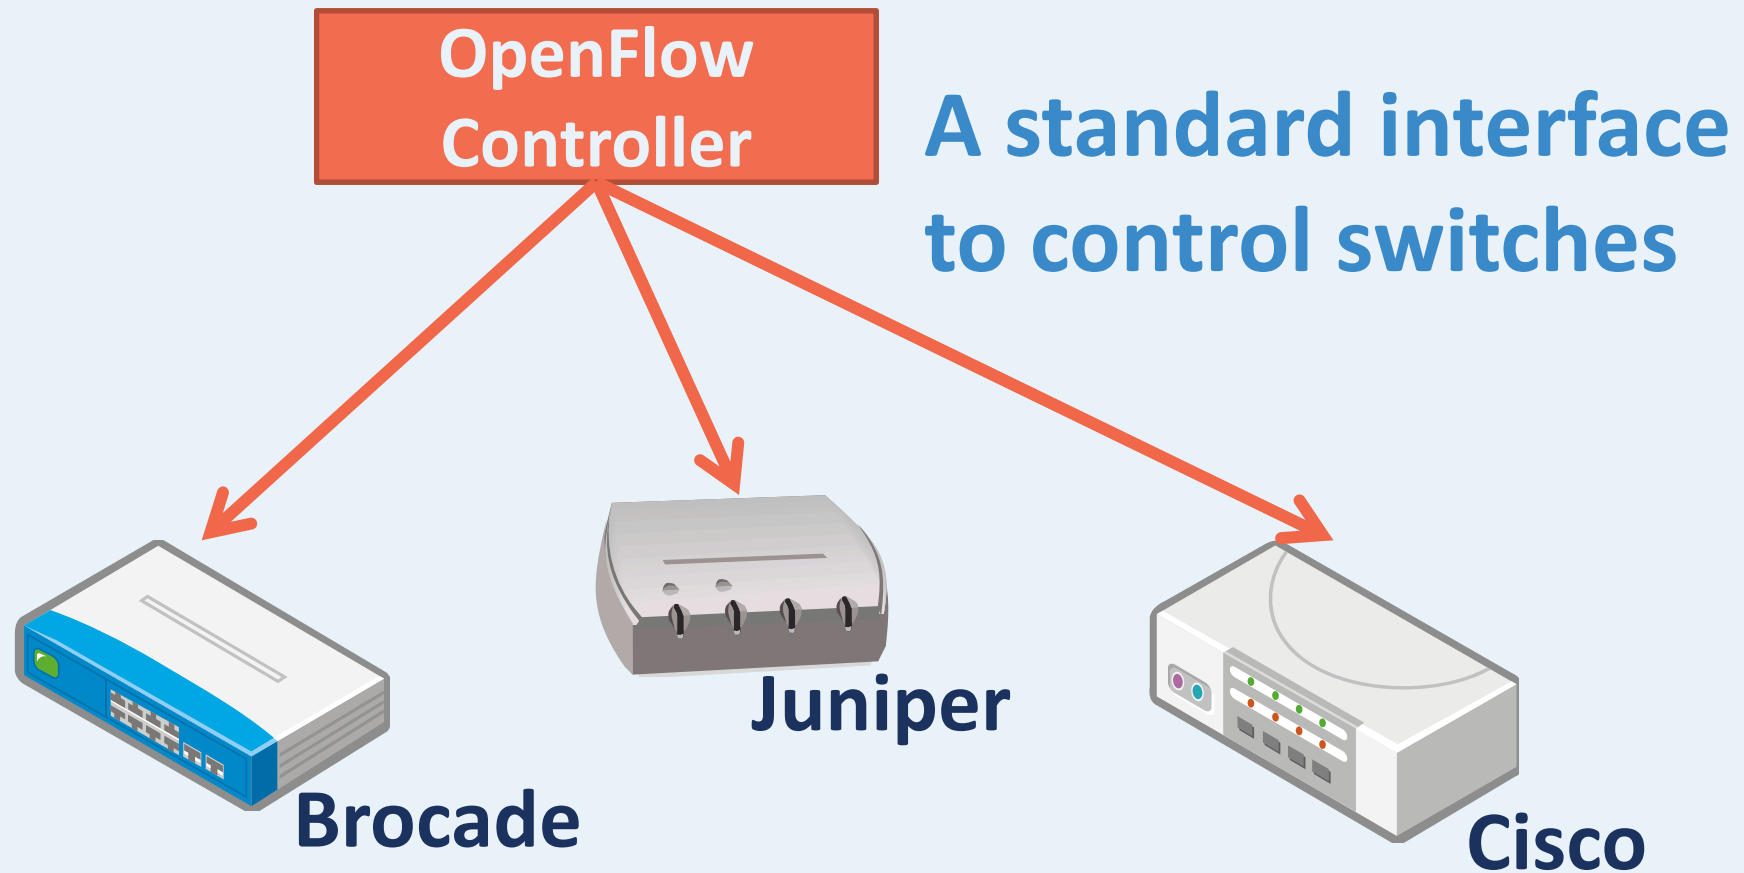 OpenFlow
Controller
A standard interface
to control switches
Juniper
Brocade
Cisco